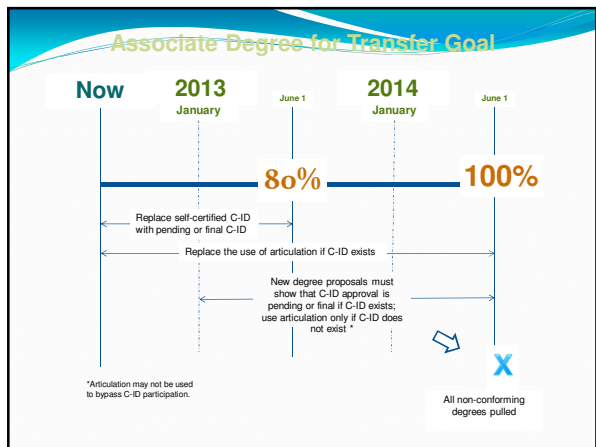 Associate Degree for Transfer Goal
Now
2013
January
June 1
2014
January
June 1
80%
100%
Replace self-certified C-ID
with pending or final C-ID
Replace the use of articulation if C-ID exists
New degree proposals must
show that C-ID approval is
pending or final if C-ID exists;
use articulation only if C-ID does
not exist *
X
*Articulation may not be used
to bypass C-ID participation.
All non-conforming
degrees pulled